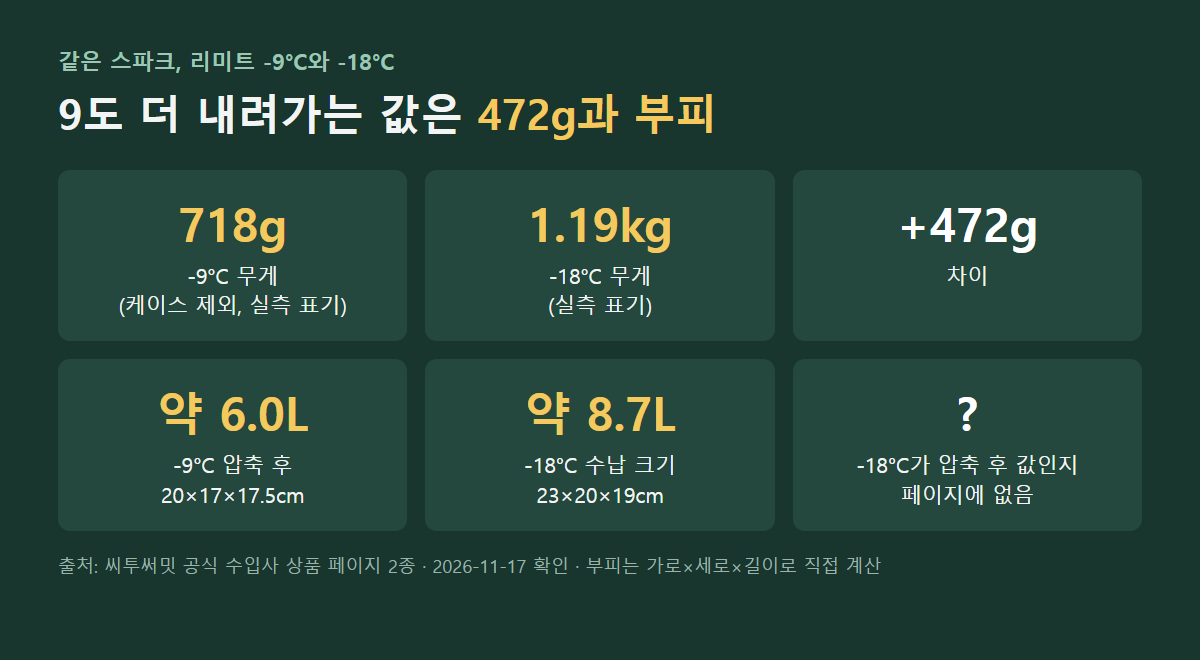 같은 스파크, 리미트 -9℃와 -18℃
9도 더 내려가는 값은 472g과 부피
718g
-9℃ 무게
(케이스 제외, 실측 표기)
1.19kg
-18℃ 무게
(실측 표기)
+472g
차이
약 6.0L
-9℃ 압축 후
20×17×17.5cm
약 8.7L
-18℃ 수납 크기
23×20×19cm
?
-18℃가 압축 후 값인지
페이지에 없음
출처: 씨투써밋 공식 수입사 상품 페이지 2종 · 2026-11-17 확인 · 부피는 가로×세로×길이로 직접 계산